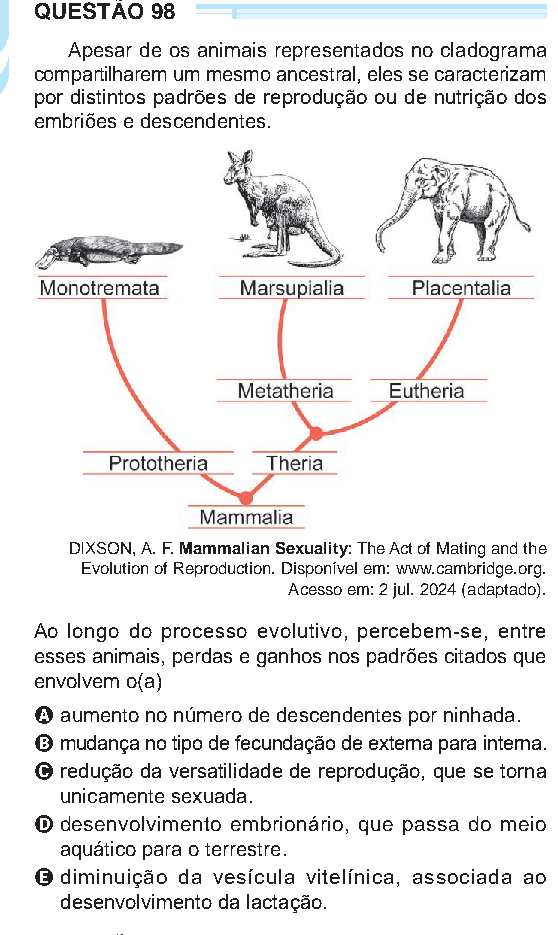 QUESTÃO 98
Apesar de os animais representados no cladograma
compartilharem um mesmo ancestral, eles se caracterizam
por distintos padrões de reprodução ou de nutrição dos
embriões e descendentes.
Monotremata
Marsupialia
Placentalia
Metatheria
Eutheria
Prototheria
Theria
Mammalia
DIXSON, A. F. Mammalian Sexuality: The Act of Mating and the
Evolution of Reproduction. Disponível em: www.cambridge.org.
Acesso em: 2 jul. 2024 (adaptado).
Ao longo do processo evolutivo, percebem-se, entre
esses animais, perdas e ganhos nos padrões citados que
envolvem o(a)
A aumento no número de descendentes por ninhada.
B mudança no tipo de fecundação de externa para interna.
C redução da versatilidade de reprodução, que se torna
unicamente sexuada.
D desenvolvimento embrionário, que passa do meio
aquático para o terrestre.
E diminuição da vesícula vitelínica, associada ao
desenvolvimento da lactação.